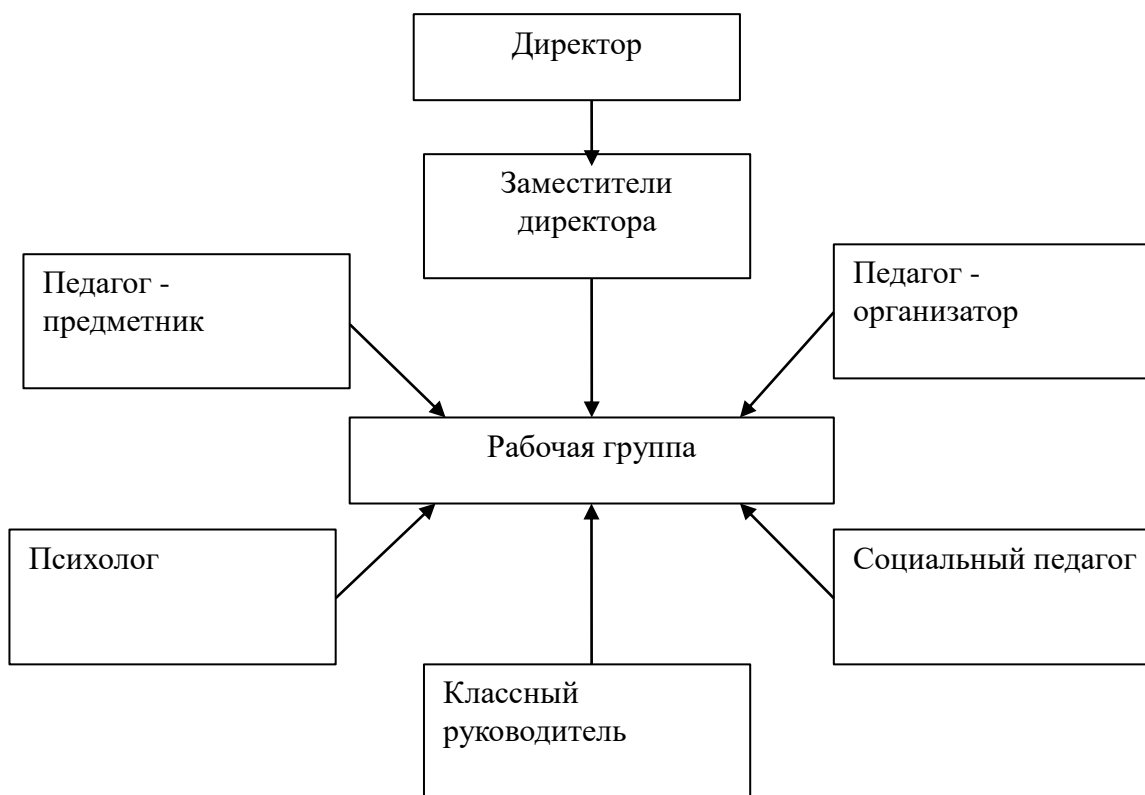 Директор
Заместители
директора
Педагог -
предметник
Педагог -
организатор
Рабочая группа
Психолог
Социальный педагог
Классный
руководитель